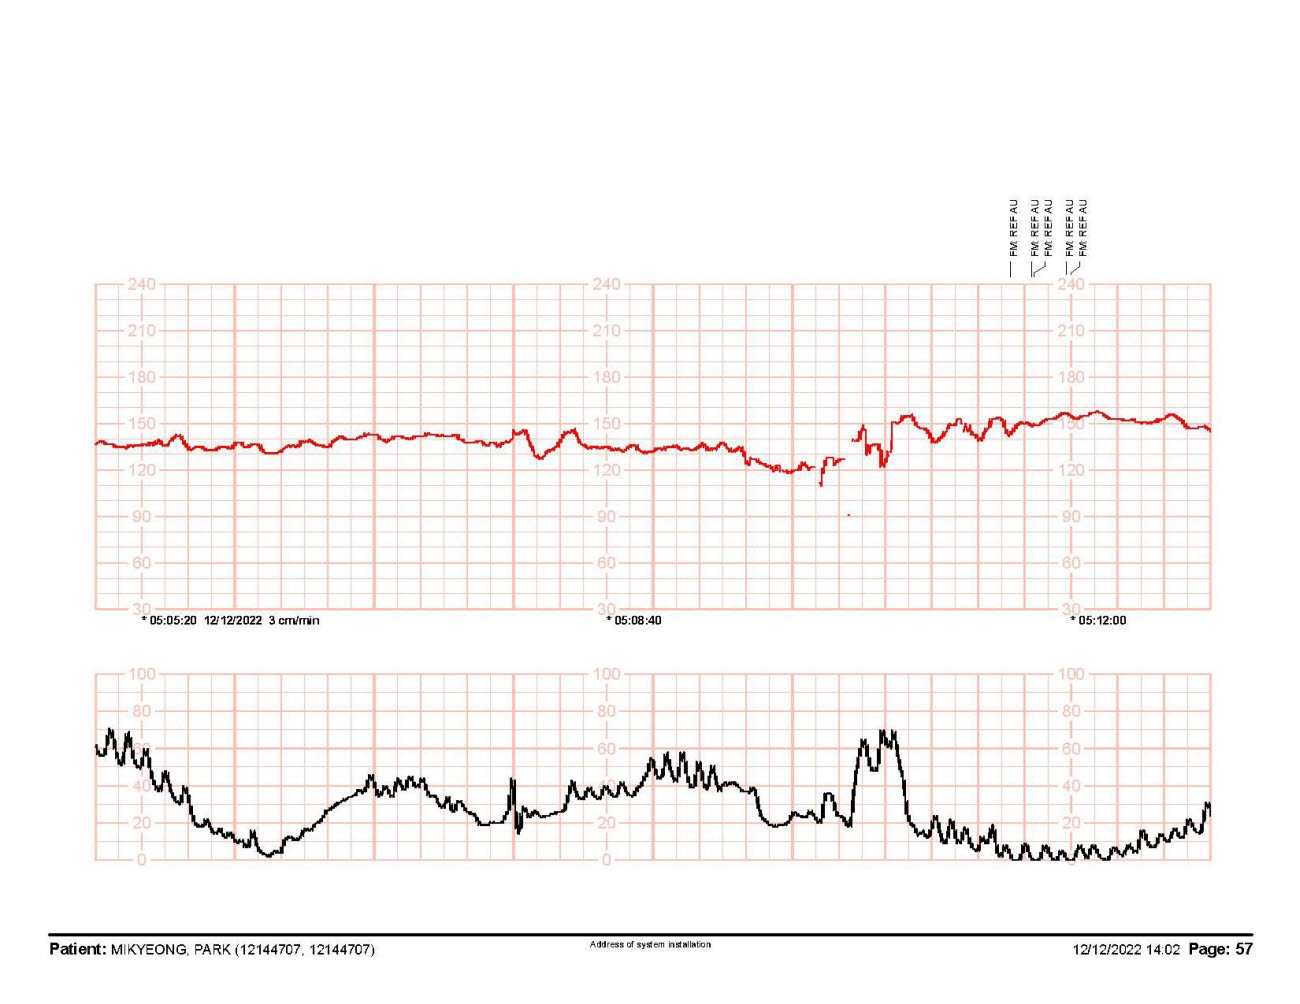 FM: REF AU
FM: REF AU
FM: REF AU
FM: REF AU
FM: REF AU
240 240 240
210 210 210
180 180 180
150 150 150
120 120 120
90 90 90
60 60 60
30 30 30
* 05:05:20 12/12/2022 3 cm/min * 05:08:40 * 05:12:00
100 100 100
80 80 80
60 60 60
40 40 40
20 20 20
0 0 0
Patient: MIKYEONG, PARK (12144707, 12144707) Address of system installation 12/12/2022 14:02 Page: 57